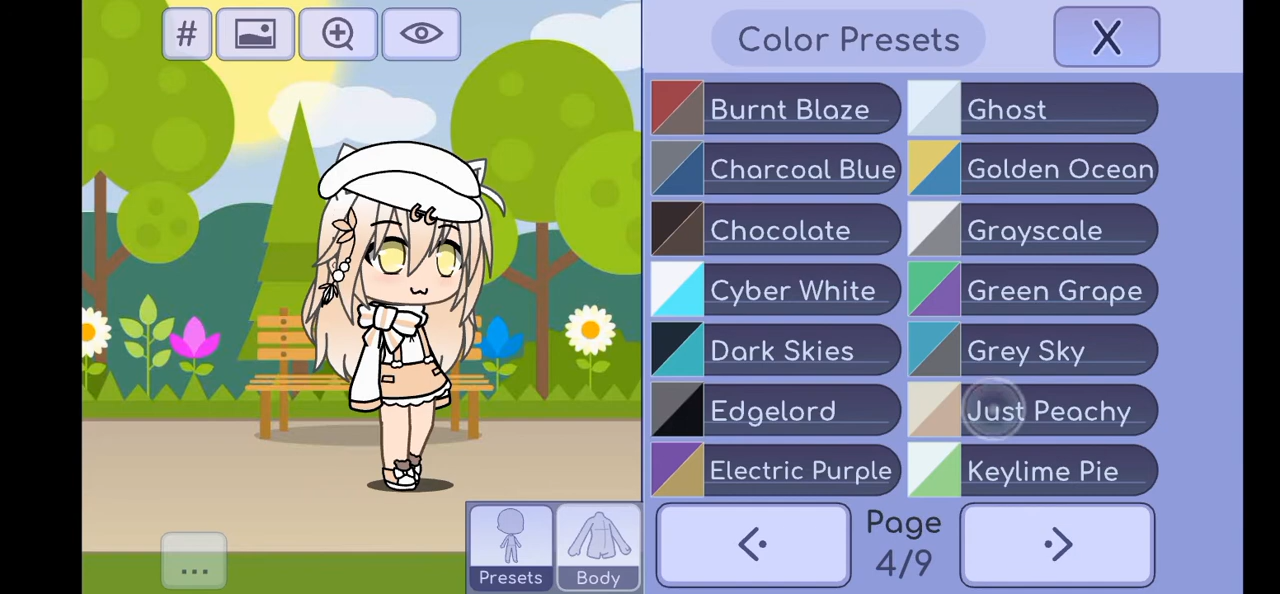 #
Color Presets
X
Burnt Blaze
Ghost
Charcoal Blue
Golden Ocean
Chocolate
Grayscale
Cyber White
Green Grape
Dark Skies
Grey Sky
Edgelord
Just Peachy
Electric Purple
Keylime Pie
Page
4/9
...
Presets
Body